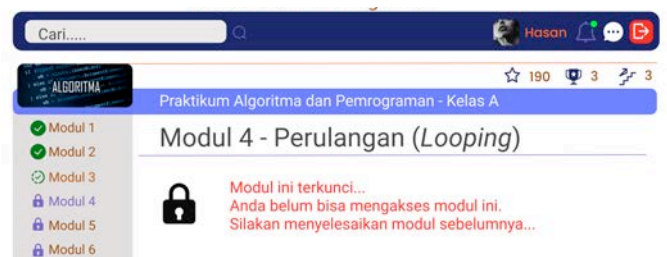 Cari.....
Hasan
ALGORITMA
190 3 3
Praktikum Algoritma dan Pemrograman - Kelas A
Modul 1
Modul 2
Modul 3
Modul 4
Modul 5
Modul 6
Modul 4 - Perulangan (Looping)
Modul ini terkunci...
Anda belum bisa mengakses modul ini.
Silakan menyelesaikan modul sebelumnya...